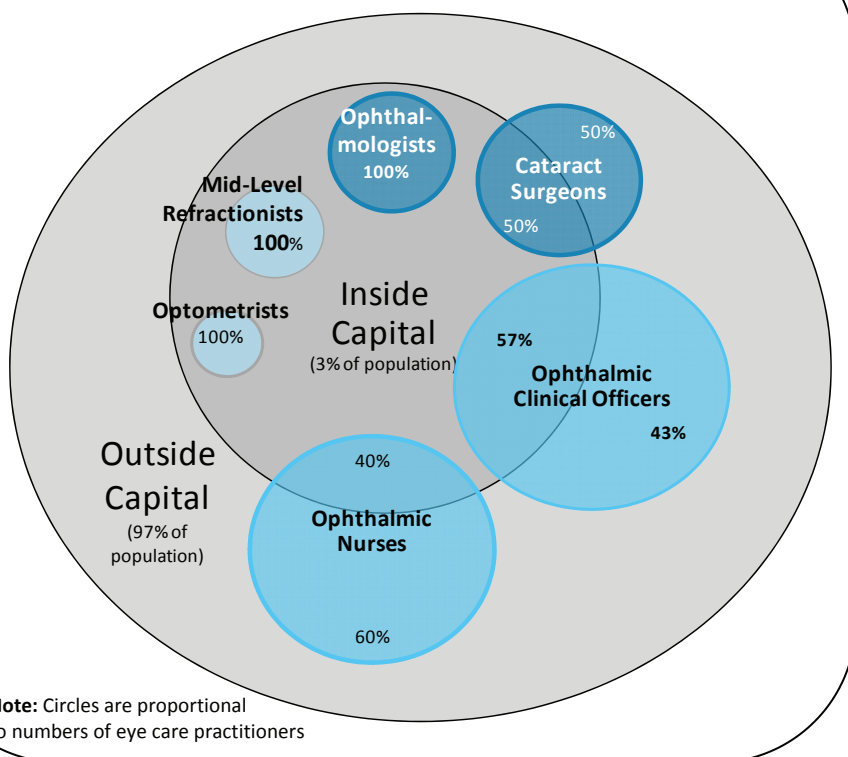 Ophthal-
mologists
100%
50%
Cataract
Surgeons
50%
Mid-Level
Refractionists
100%
Optometrists
100%
Inside
Capital
(3% of population)
57%
Ophthalmic
Clinical Officers
43%
Outside
Capital
(97% of
population)
40%
Ophthalmic
Nurses
60%
Circles are proportional
numbers of eye care practitioners